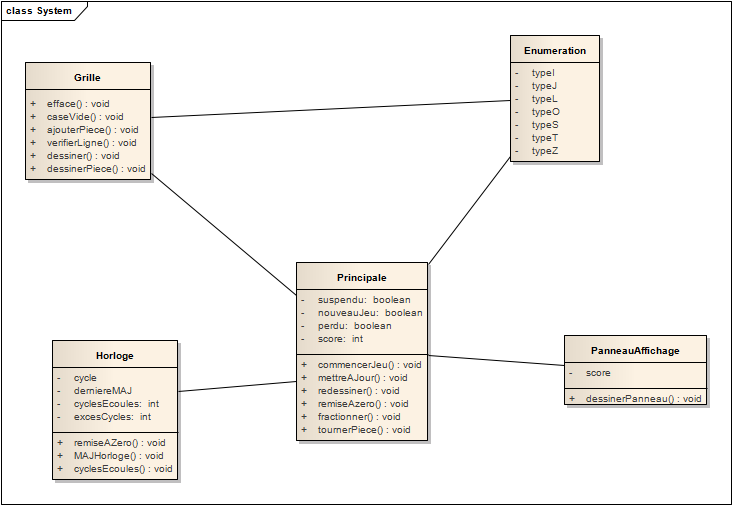 class System
Grille
+ efface() : void
+ caseVide() : void
+ ajouterPiece() : void
+ verifierLigne() : void
+ dessiner() : void
+ dessinerPiece() : void
Enumeration
- typeI
- typeJ
- typeL
- typeO
- typeS
- typeT
- typeZ
Principale
- suspendu: boolean
- nouveauJeu: boolean
- perdu: boolean
- score: int
+ commencerJeu() : void
+ mettreAJour() : void
+ redessiner() : void
+ remiseAzero() : void
+ fractionner() : void
+ tournerPiece() : void
Horloge
- cycle
- derniereMAJ
- cyclesEcoules: int
- excesCycles: int
+ remiseAZero() : void
+ MAJHorloge() : void
+ cyclesEcoules() : void
PanneauAffichage
- score
+ dessinerPanneau() : void